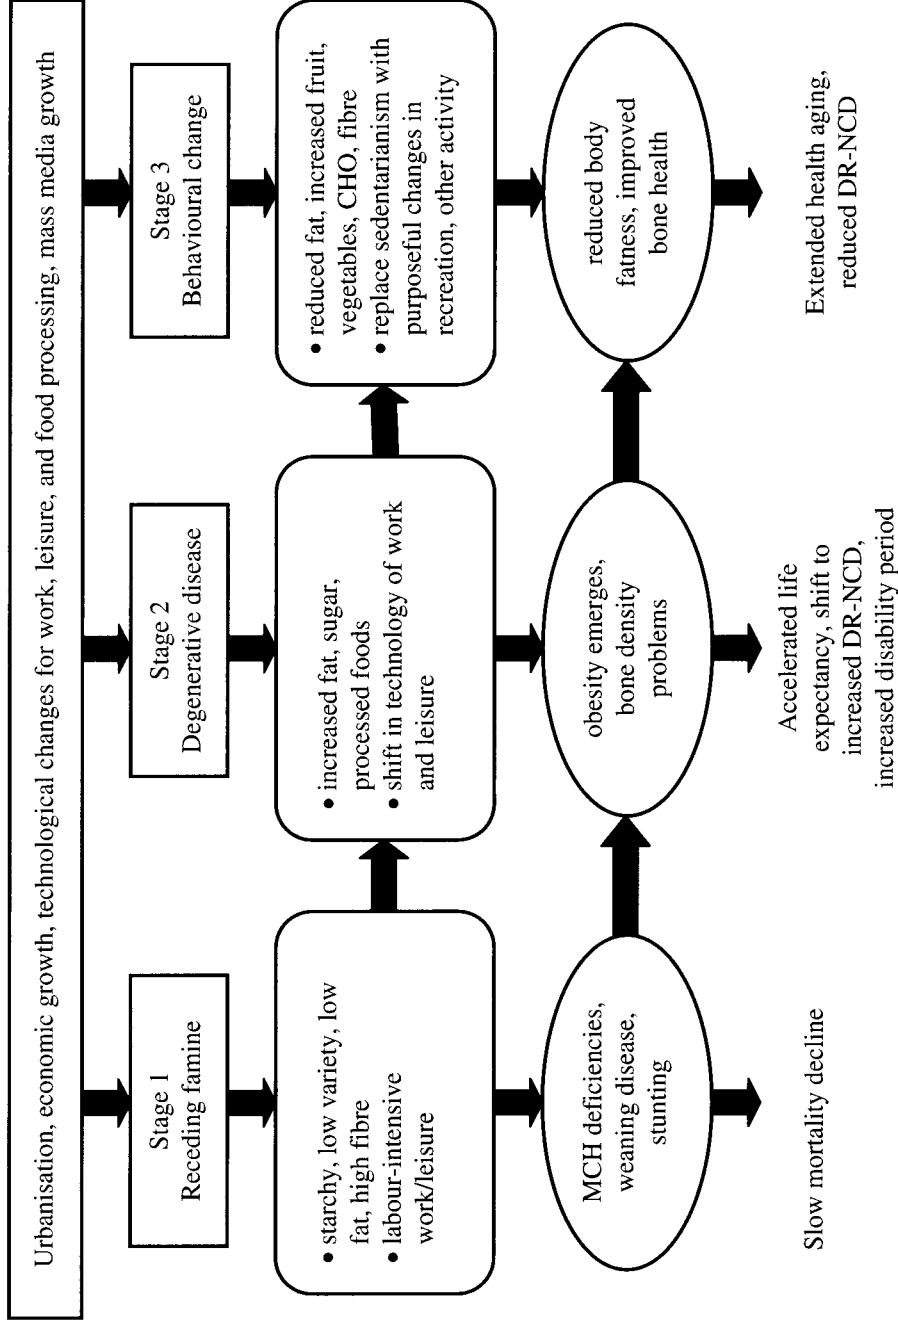 Urbanisation, economic growth, technological changes for work, leisure, and food processing, mass media growth
Stage 1
Receding famine
Stage 2
Degenerative disease
Stage 3
Behavioural change
• starchy, low variety, low
fat, high fibre
• labour-intensive
work/leisure
• increased fat, sugar,
processed foods
• shift in technology of work
and leisure
• reduced fat, increased fruit,
vegetables, CHO, fibre
• replace sedentarianism with
purposeful changes in
recreation, other activity
MCH deficiencies,
weaning disease,
stunting
obesity emerges,
bone density
problems
reduced body
fatness, improved
bone health
Slow mortality decline
Accelerated life
expectancy, shift to
increased DR-NCD,
increased disability period
Extended health aging,
reduced DR-NCD